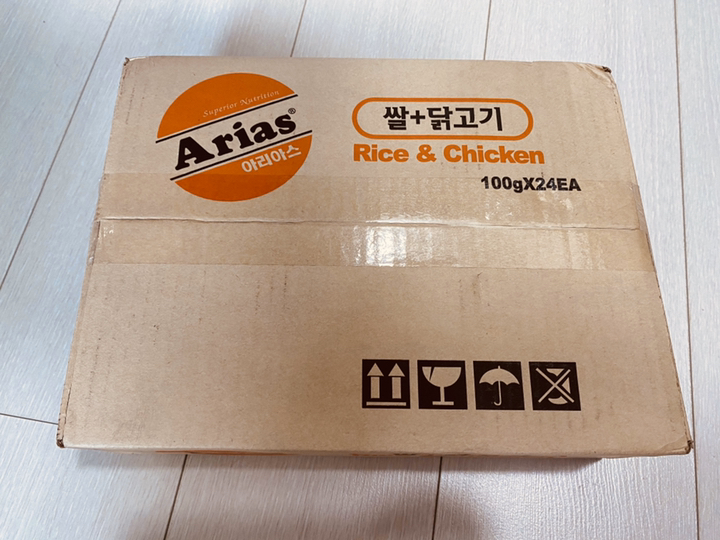 Superior Nutrition
Arias®
아리아스
쌀+닭고기
Rice & Chicken
100gX24EA